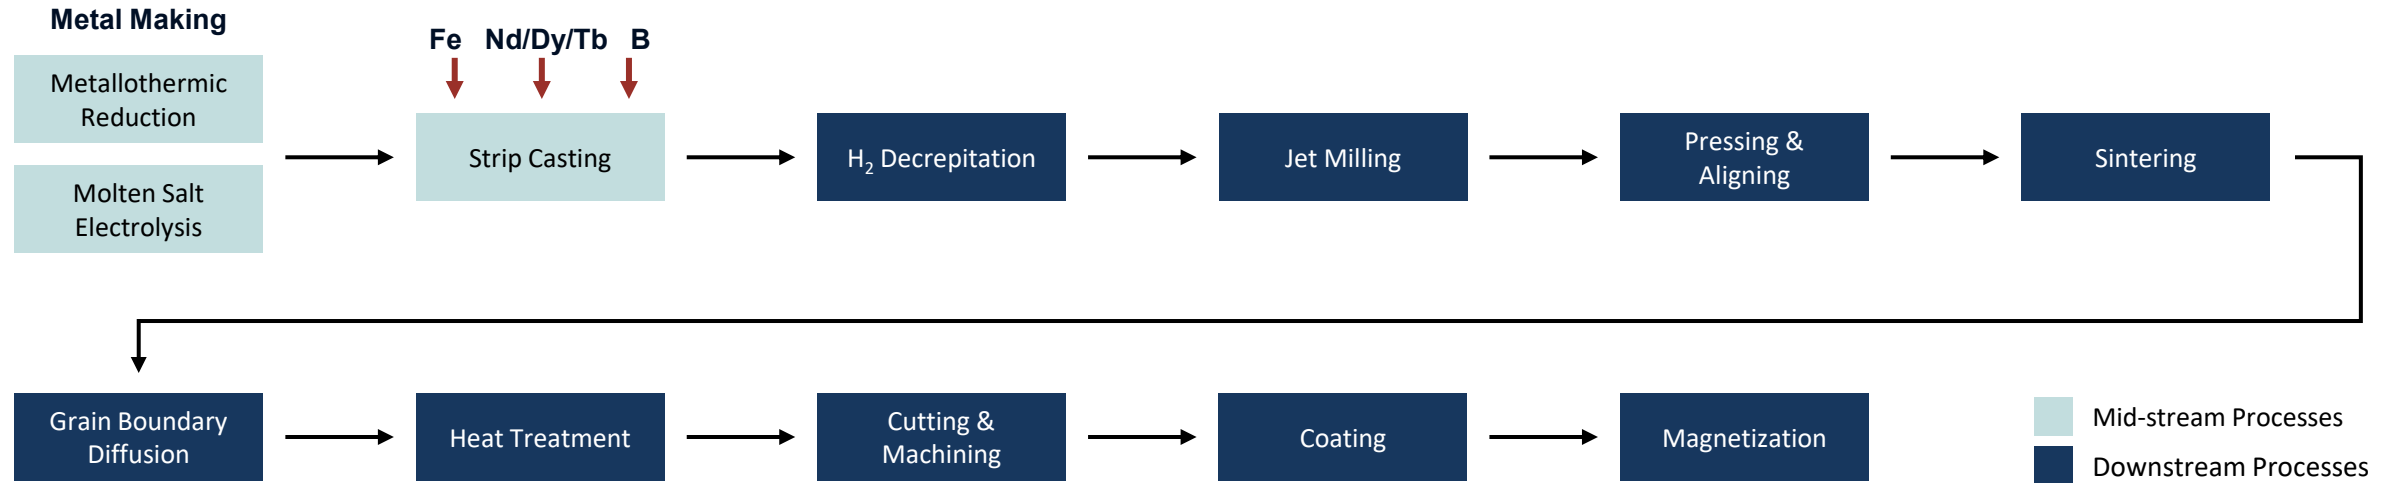 Metal Making
Metallothermic
Reduction
Molten Salt
Electrolysis
Fe Nd/Dy/Tb B
Strip Casting
H₂ Decrepitation
Jet Milling
Pressing &
Aligning
Sintering
Grain Boundary
Diffusion
Heat Treatment
Cutting &
Machining
Coating
Magnetization
Mid-stream Processes
Downstream Processes